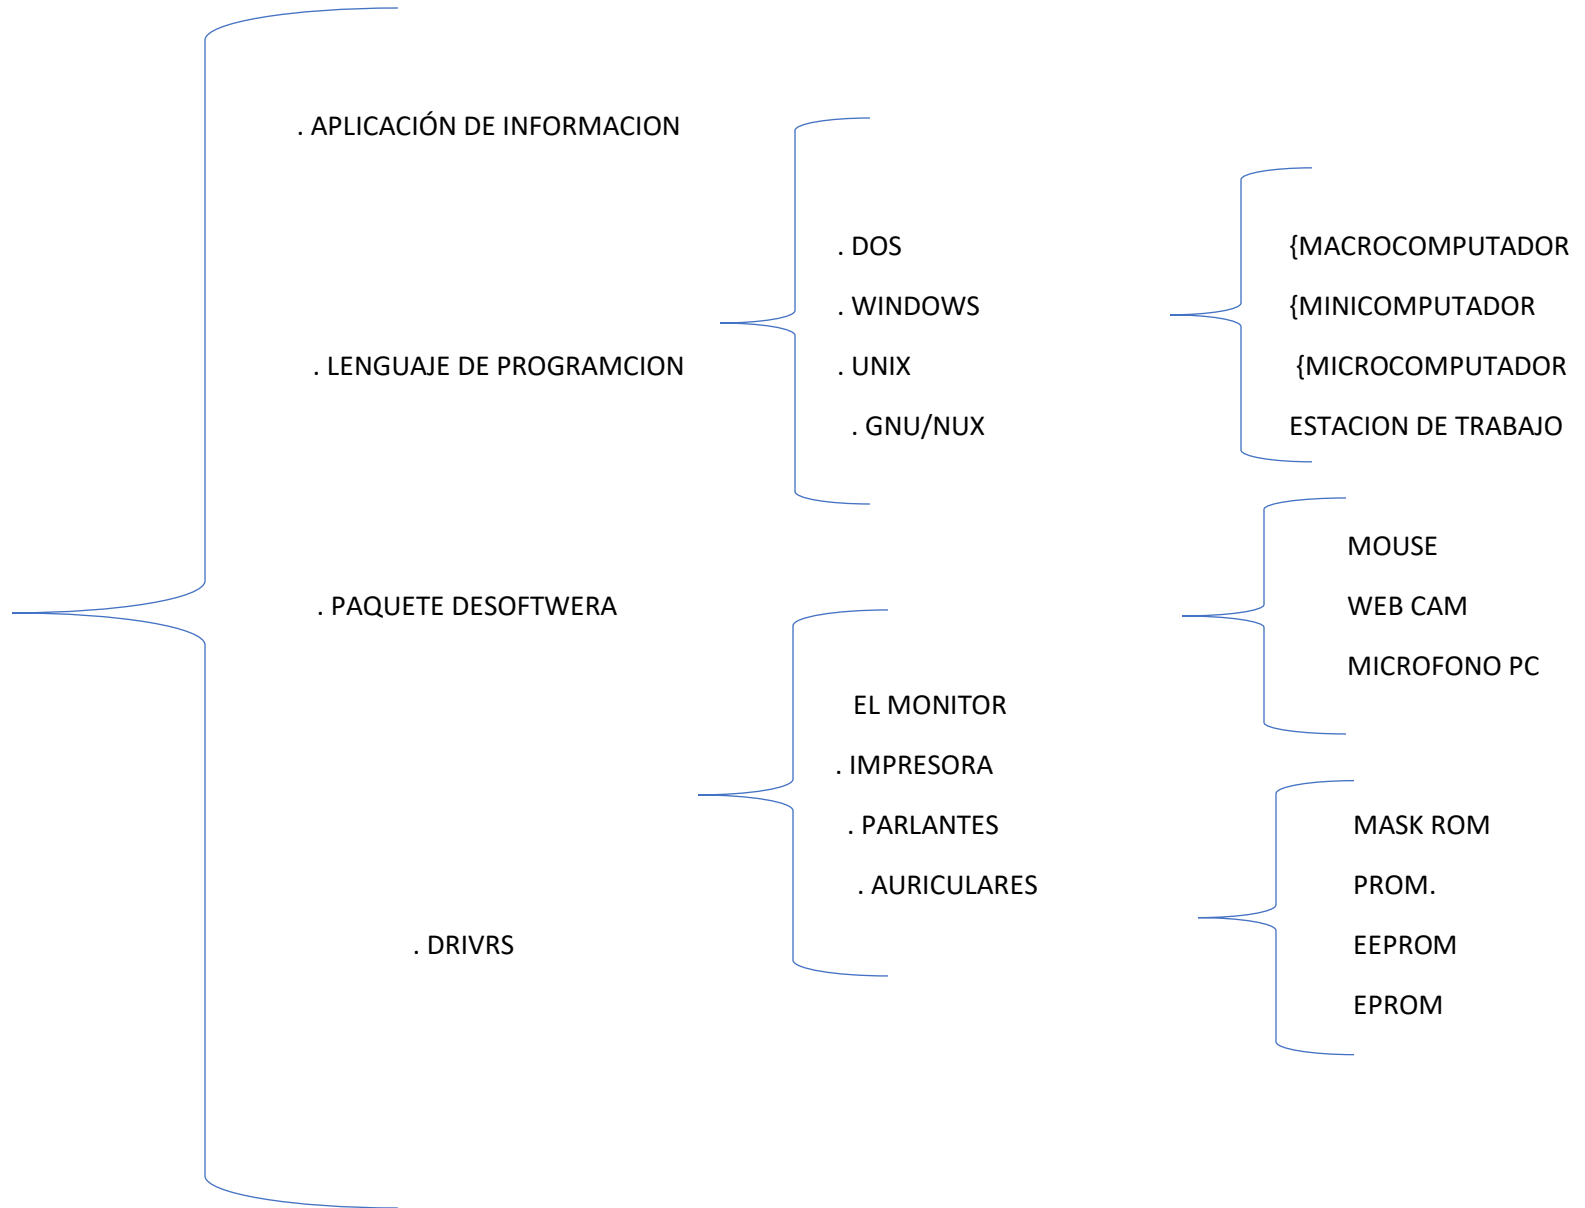 . APLICACIÓN DE INFORMACION
. LENGUAJE DE PROGRAMCION
. PAQUETE DESOFTWERA
. DRIVRS
. DOS
. WINDOWS
. UNIX
. GNU/NUX
EL MONITOR
. IMPRESORA
. PARLANTES
. AURICULARES
{MACROCOMPUTADOR
{MINICOMPUTADOR
{MICROCOMPUTADOR
ESTACION DE TRABAJO
MOUSE
WEB CAM
MICROFONO PC
MASK ROM
PROM.
EEPROM
EPROM